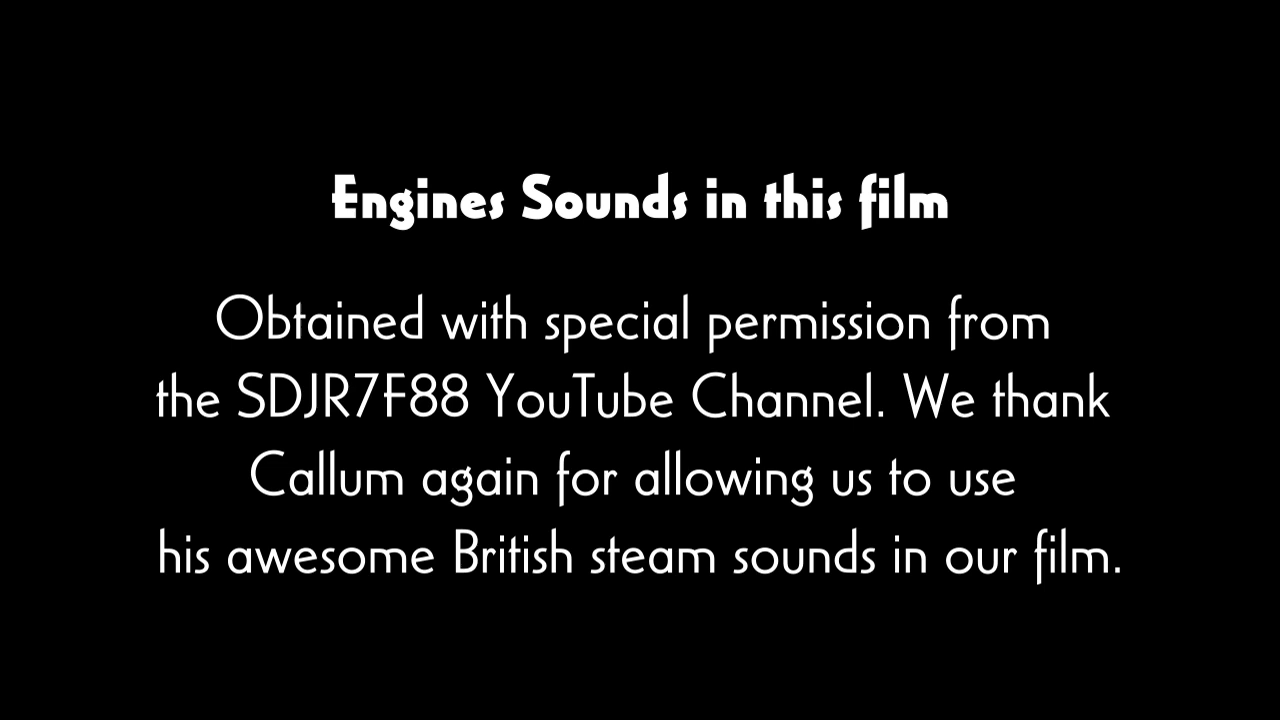 Engines Sounds in this film
Obtained with special permission from
the SDJR7F88 YouTube Channel. We thank
Callum again for allowing us to use
his awesome British steam sounds in our film.